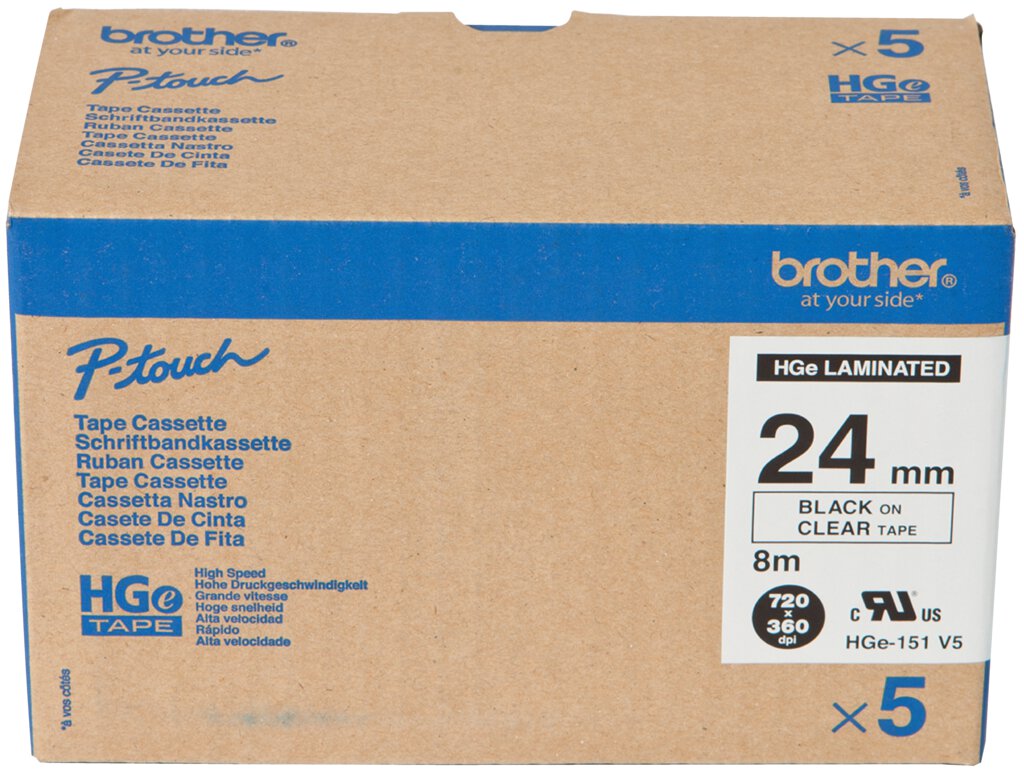 brother®
at your side*
P-touch
Tape Cassette
Schriftbandkassette
Ruban Cassette
Tape Cassette
Cassetta Nastro
Casete De Cinta
Cassete De Fita
×5
HGe
TAPE
*à vos côtés
brother®
at your side*
P-touch
Tape Cassette
Schriftbandkassette
Ruban Cassette
Tape Cassette
Cassetta Nastro
Casete De Cinta
Cassete De Fita
HGe
TAPE
High Speed
Hohe Druckgeschwindigkeit
Grande vitesse
Hoge snelheid
Alta velocidad
Rápido
Alta velocidade
*à vos côtés
HGe LAMINATED
24 mm
BLACK ON
CLEAR TAPE
8m
720
×
360
dpi
c RU US
HGe-151 V5
×5